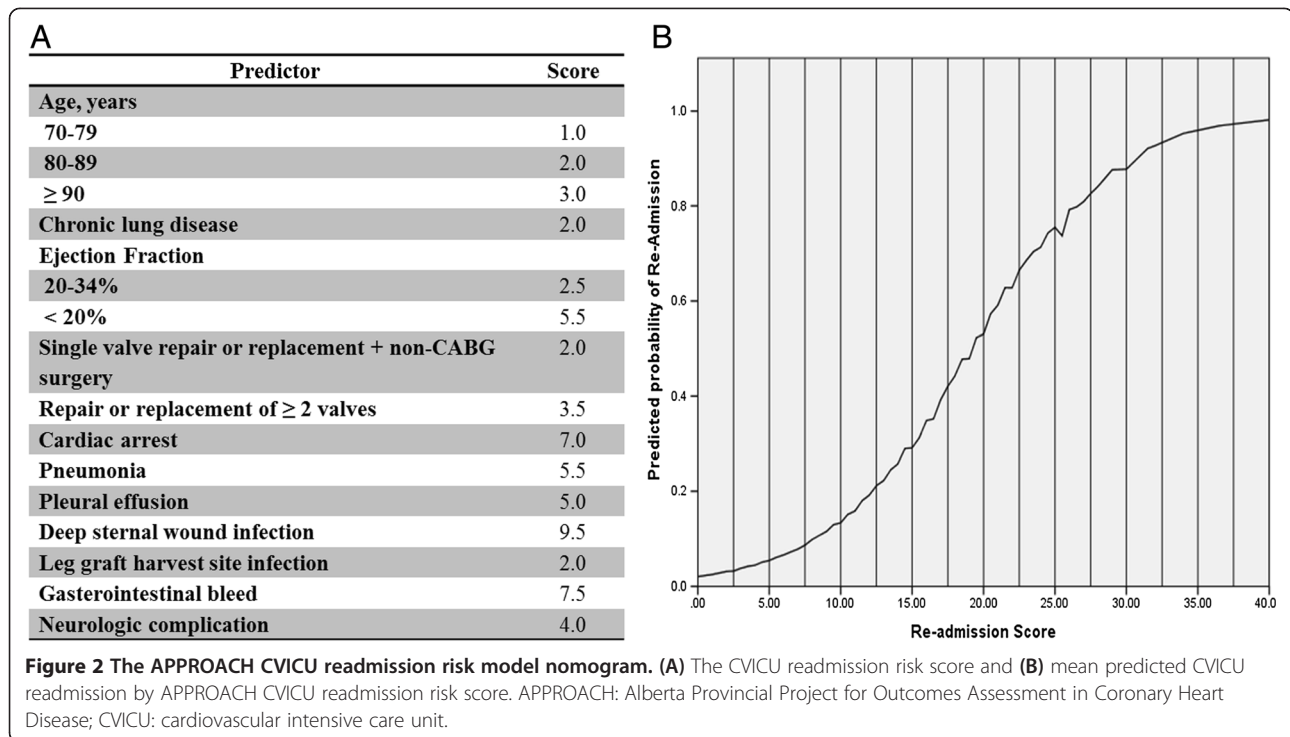 A
Predictor Score
Age, years
70-79 1.0
80-89 2.0
≥ 90 3.0
Chronic lung disease 2.0
Ejection Fraction
20-34% 2.5
< 20% 5.5
Single valve repair or replacement + non-CABG 2.0
surgery
Repair or replacement of ≥ 2 valves 3.5
Cardiac arrest 7.0
Pneumonia 5.5
Pleural effusion 5.0
Deep sternal wound infection 9.5
Leg graft harvest site infection 2.0
Gasterointestinal bleed 7.5
Neurologic complication 4.0
B
Predicted probability of Re-Admission
1.0
0.8
0.6
0.4
0.2
0.0
.00 5.00 10.00 15.00 20.00 25.00 30.00 35.00 40.0
Re-admission Score
Figure 2 The APPROACH CVICU readmission risk model nomogram. (A) The CVICU readmission risk score and (B) mean predicted CVICU
readmission by APPROACH CVICU readmission risk score. APPROACH: Alberta Provincial Project for Outcomes Assessment in Coronary Heart
Disease; CVICU: cardiovascular intensive care unit.